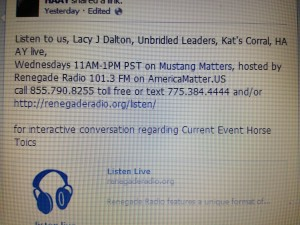 shared a link.
Yesterday · Edited
Listen to us, Lacy J Dalton, Unbridled Leaders, Kat's Corral, HA
AY live,
Wednesdays 11AM-1PM PST on Mustang Matters, hosted by
Renegade Radio 101.3 FM on AmericaMatter.US
call 855.790.8255 toll free or text 775.384.4444 and/or
http://renegaderadio.org/listen/
for interactive conversation regarding Current Event Horse
Toics
Listen Live
renegaderadio.org
Renegade Radio features a unique format of...
listen live